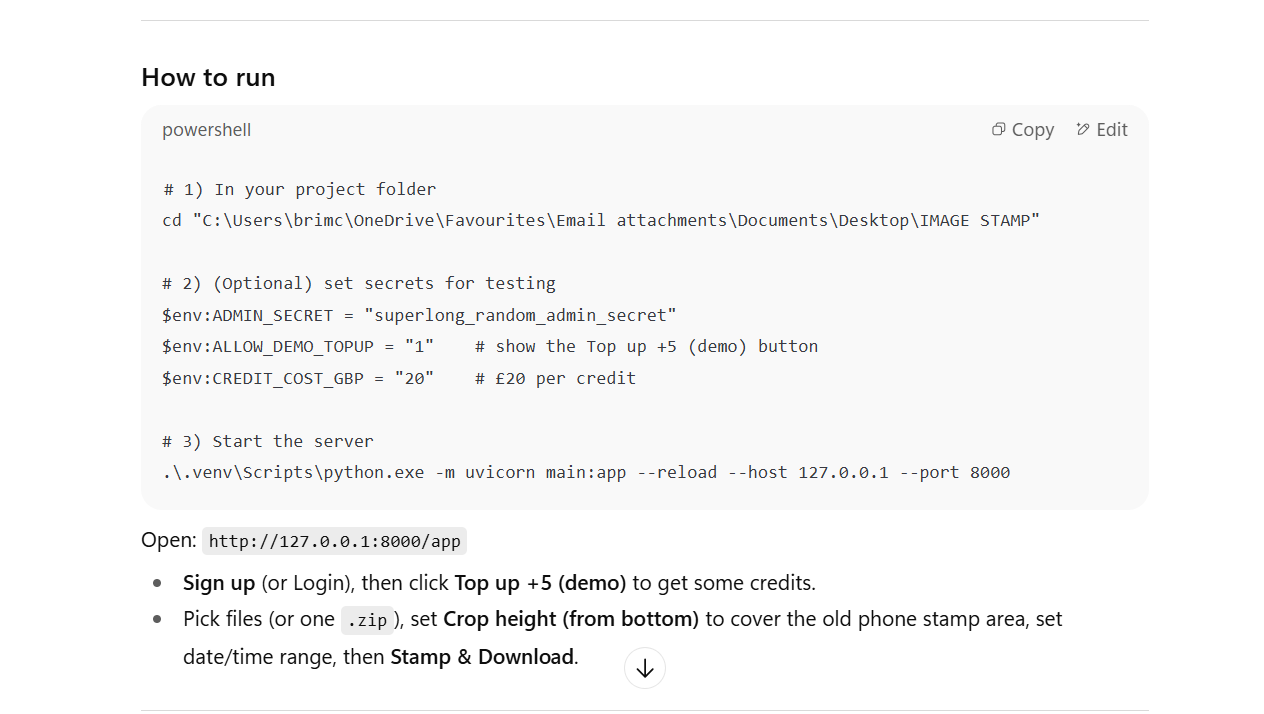 How to run
powershell
Copy
Edit
# 1) In your project folder
cd "C:\Users\brimc\OneDrive\Favourites\Email attachments\Documents\Desktop\IMAGE STAMP"
# 2) (Optional) set secrets for testing
$env:ADMIN_SECRET = "superlong_random_admin_secret"
$env:ALLOW_DEMO_TOPUP = "1"    # show the Top up +5 (demo) button
$env:CREDIT_COST_GBP = "20"    # £20 per credit
# 3) Start the server
.\.venv\Scripts\python.exe -m uvicorn main:app --reload --host 127.0.0.1 --port 8000
Open: http://127.0.0.1:8000/app
Sign up (or Login), then click Top up +5 (demo) to get some credits.
Pick files (or one .zip), set Crop height (from bottom) to cover the old phone stamp area, set
date/time range, then Stamp & Download.